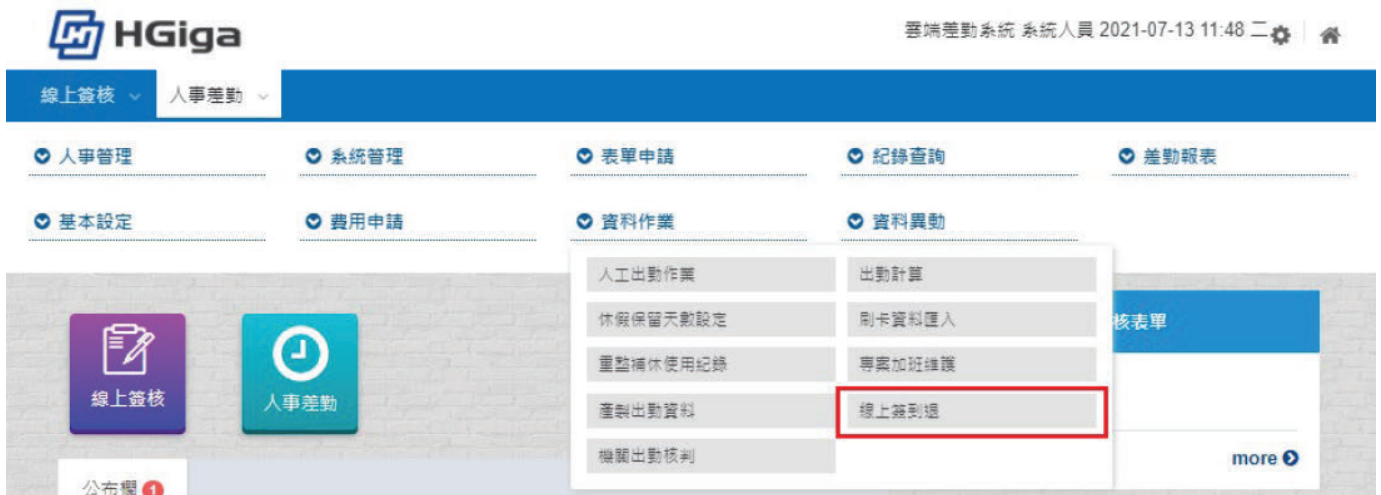 HGiga
雲端差勤系統 系統人員 2021-07-13 11:48 二
線上簽核 人事差勤
人事管理 系統管理 表單申請 紀錄查詢 差勤報表
基本設定 費用申請 資料作業 資料異動
人工出勤作業 出勤計算
休假保留天數設定 刷卡資料匯入 核表單
重整補休使用紀錄 專案加班維護
線上簽核 人事差勤 產製出勤資料 線上簽到退
機關出勤核判 more
公布欄 1